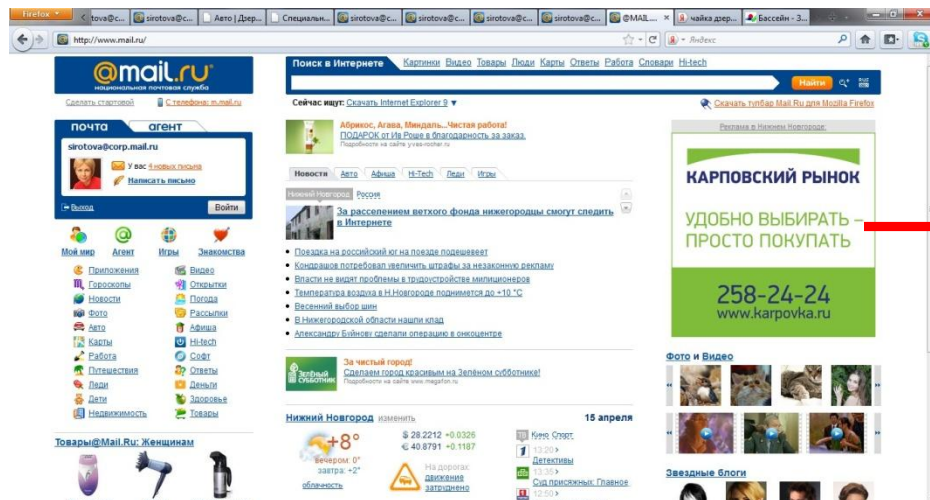 Firefox
tova@c...
sirotova@c...
Авто | Дзер...
Специальн...
sirotova@c...
sirotova@c...
sirotova@c...
sirotova@c...
@MAIL....
чайка дзер...
Бассейн - З...
http://www.mail.ru/
Яндекс
@mail.ru
национальная почтовая служба
Сделать стартовой
С телефона: m.mail.ru
почта агент
sirotova@corp.mail.ru
У вас 4 новых письма
Написать письмо
Выход
Войти
Мой мир Агент Игры Знакомства
Приложения Видео
Гороскопы Открытки
Новости Погода
Фото Рассылки
Авто Афиша
Карты Hi-tech
Работа Софт
Путешествия Ответы
Леди Деньги
Дети Здоровье
Недвижимость Товары
Товары@Mail.Ru: Женщинам
Поиск в Интернете Картинки Видео Товары Люди Карты Ответы Работа Словари Hi-tech
Найти
Сейчас ищут: Скачать Internet Explorer 9
Скачать тулбар Mail.Ru для Mozilla Firefox
Абрикос, Агава, Миндаль...Чистая работа!
ПОДАРОК от Ив Роше в благодарность за заказ.
Подробности на сайте yves-rocher.ru
Новости Авто Афиша Hi-Tech Леди Игры
Нижний Новгород Россия
За расселением ветхого фонда нижегородцы смогут следить
в Интернете
Поездка на российский юг на поезде подешевеет
Кондрашов потребовал увеличить штрафы за незаконную рекламу
Власти не видят проблемы в трудоустройстве милиционеров
Температура воздуха в Н.Новгороде поднимется до +10 °C
Весенний выбор шин
В Нижегородской области нашли клад
Александру Буйнову сделали операцию в онкоцентре
Зелёный
субботник
За чистый город!
Сделаем город красивым на Зелёном субботнике!
Подробности на сайте www.megafon.ru
Нижний Новгород изменить
15 апреля
+8°
вечером: 0°
завтра: +2°
облачность
$ 28.2212 +0.0326
€ 40.8791 +0.1187
На дорогах:
движение
затруднено
Кино Спорт
13:20
Детективы
13:35
Суд присяжных: Главное
12:50
Реклама в Нижнем Новгороде:
КАРПОВСКИЙ РЫНОК
УДОБНО ВЫБИРАТЬ –
ПРОСТО ПОКУПАТЬ
258-24-24
www.karpovka.ru
Фото и Видео
Звездные блоги